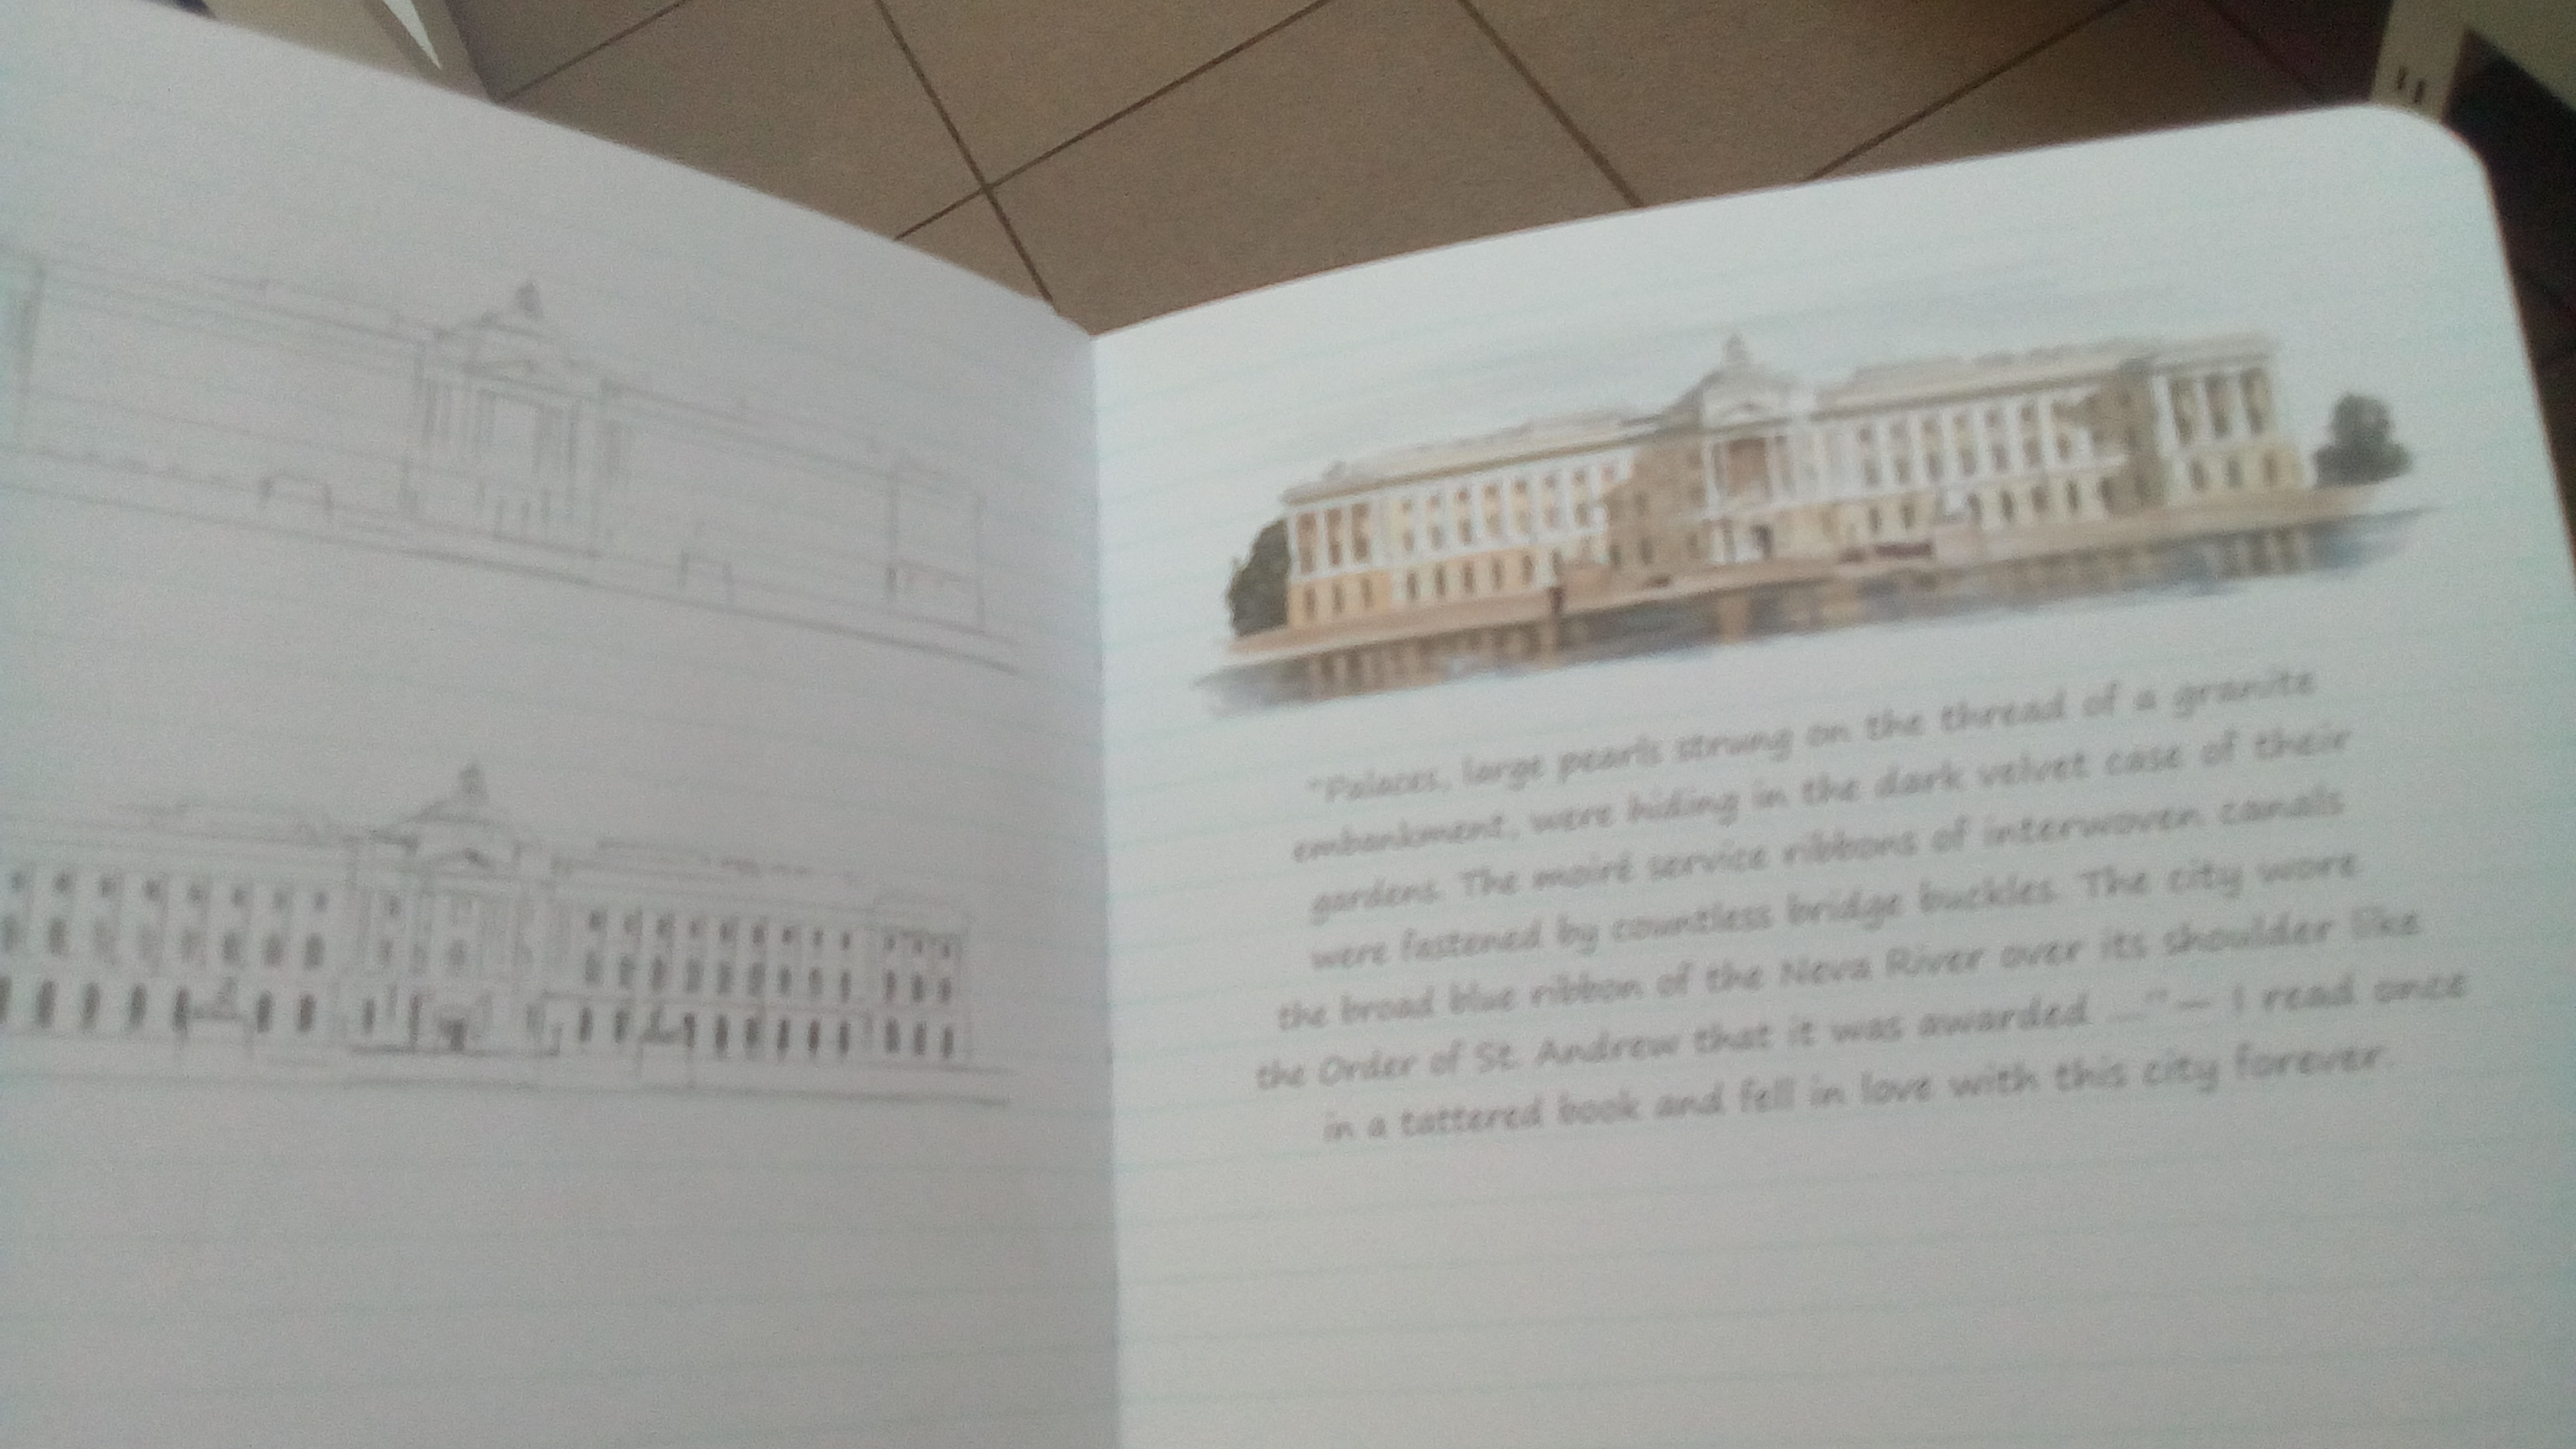 "Palaces, large pearls strung on the thread of a granite
embankment, were hiding in the dark velvet case of their
gardens. The moiré service ribbons of interwoven canals
were fastened by countless bridge buckles. The city wore
the broad blue ribbon of the Neva River over its shoulder like
the Order of St. Andrew that it was awarded ..." — I read once
in a tattered book and fell in love with this city forever.